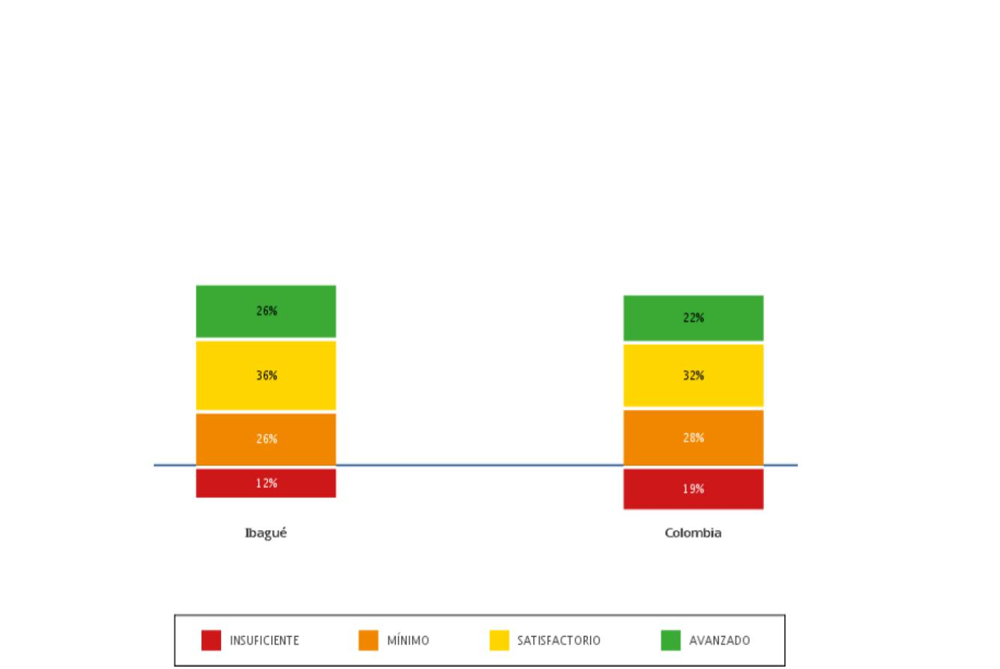 26% 22%
36% 32%
26% 28%
12% 19%
Ibagué Colombia
INSUFICIENTE MÍNIMO SATISFACTORIO AVANZADO